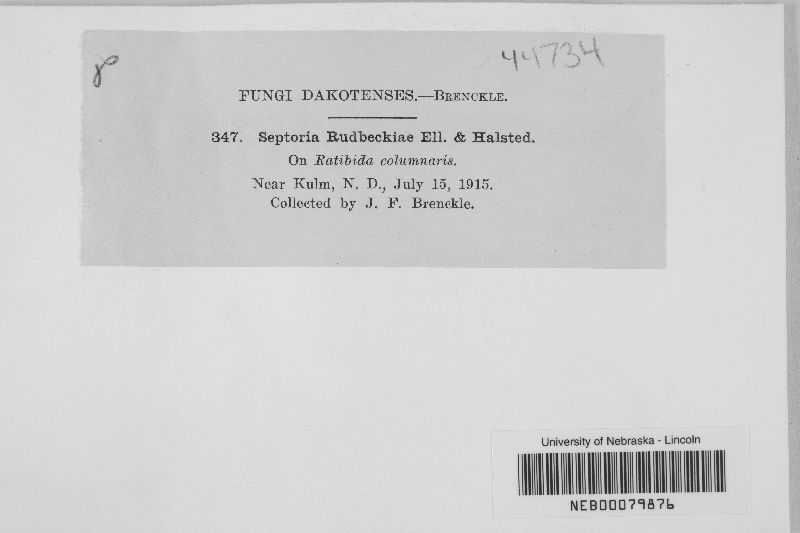 44734
FUNGI DAKOTENSES.—BRENCKLE.
347. Septoria Rudbeckiae Ell. & Halsted.
On Ratibida columnaris.
Near Kulm, N. D., July 15, 1915.
Collected by J. F. Brenckle.
University of Nebraska - Lincoln
NEB00079876